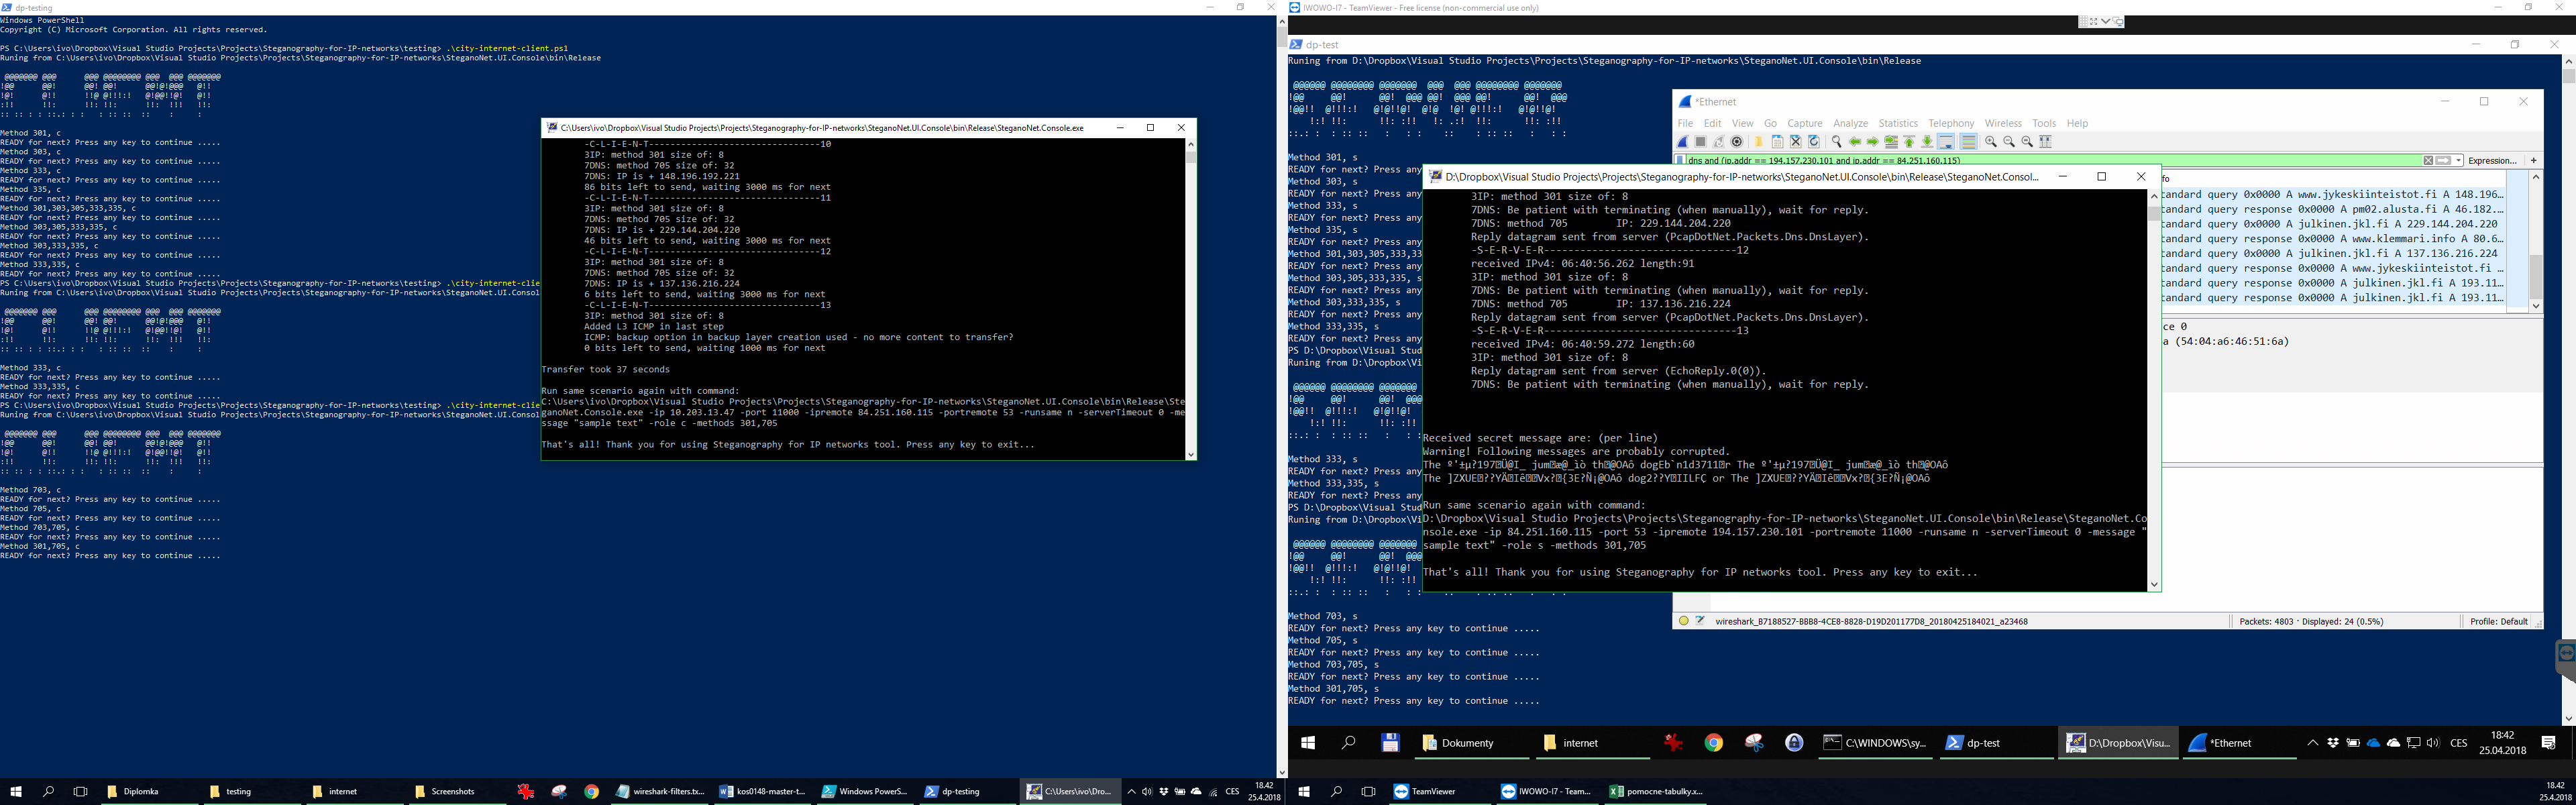 dp-testing
Windows PowerShell
Copyright (C) Microsoft Corporation. All rights reserved.
PS C:\Users\ivo\Dropbox\Visual Studio Projects\Projects\Steganography-for-IP-networks\testing> .\city-internet-client.ps1
Runing from C:\Users\ivo\Dropbox\Visual Studio Projects\Projects\Steganography-for-IP-networks\SteganoNet.UI.Console\bin\Release
Method 301, c
READY for next? Press any key to continue .....
Method 303, c
READY for next? Press any key to continue .....
Method 333, c
READY for next? Press any key to continue .....
Method 335, c
READY for next? Press any key to continue .....
Method 301,303,305,333,335, c
READY for next? Press any key to continue .....
Method 303,305,333,335, c
READY for next? Press any key to continue .....
Method 303,333,335, c
READY for next? Press any key to continue .....
Method 333,335, c
READY for next? Press any key to continue .....
PS C:\Users\ivo\Dropbox\Visual Studio Projects\Projects\Steganography-for-IP-networks\testing> .\city-internet-clie
Runing from C:\Users\ivo\Dropbox\Visual Studio Projects\Projects\Steganography-for-IP-networks\SteganoNet.UI.Consol
Method 333, c
READY for next? Press any key to continue .....
Method 333,335, c
READY for next? Press any key to continue .....
PS C:\Users\ivo\Dropbox\Visual Studio Projects\Projects\Steganography-for-IP-networks\testing> .\city-internet-clie
Runing from C:\Users\ivo\Dropbox\Visual Studio Projects\Projects\Steganography-for-IP-networks\SteganoNet.UI.Consol
Method 703, c
READY for next? Press any key to continue .....
Method 705, c
READY for next? Press any key to continue .....
Method 703,705, c
READY for next? Press any key to continue .....
Method 301,705, c
READY for next? Press any key to continue .....
C:\Users\ivo\Dropbox\Visual Studio Projects\Projects\Steganography-for-IP-networks\SteganoNet.UI.Console\bin\Release\SteganoNet.Console.exe
-C-L-I-E-N-T--------------------------------10
3IP: method 301 size of: 8
7DNS: method 705 size of: 32
7DNS: IP is + 148.196.192.221
86 bits left to send, waiting 3000 ms for next
-C-L-I-E-N-T--------------------------------11
3IP: method 301 size of: 8
7DNS: method 705 size of: 32
7DNS: IP is + 229.144.204.220
46 bits left to send, waiting 3000 ms for next
-C-L-I-E-N-T--------------------------------12
3IP: method 301 size of: 8
7DNS: method 705 size of: 32
7DNS: IP is + 137.136.216.224
6 bits left to send, waiting 3000 ms for next
-C-L-I-E-N-T--------------------------------13
3IP: method 301 size of: 8
Added L3 ICMP in last step
ICMP: backup option in backup layer creation used - no more content to transfer?
0 bits left to send, waiting 1000 ms for next
Transfer took 37 seconds
Run same scenario again with command:
C:\Users\ivo\Dropbox\Visual Studio Projects\Projects\Steganography-for-IP-networks\SteganoNet.UI.Console\bin\Release\Ste
ganoNet.Console.exe -ip 10.203.13.47 -port 11000 -ipremote 84.251.160.115 -portremote 53 -runsame n -serverTimeout 0 -me
ssage "sample text" -role c -methods 301,705
That's all! Thank you for using Steganography for IP networks tool. Press any key to exit...
Diplomka
testing
internet
Screenshots
wireshark-filters.tx...
kos0148-master-t...
Windows PowerS...
dp-testing
C:\Users\ivo\Dro...
CES
18.42
25.4.2018
IWOWO-I7 - TeamViewer - Free license (non-commercial use only)
dp-test
Runing from D:\Dropbox\Visual Studio Projects\Projects\Steganography-for-IP-networks\SteganoNet.UI.Console\bin\Release
Method 301, s
READY for next? Press any
Method 303, s
READY for next? Press any
Method 333, s
READY for next? Press any
Method 335, s
READY for next? Press any
Method 301,303,305,333,33
READY for next? Press any
Method 303,305,333,335, s
READY for next? Press any
Method 303,333,335, s
READY for next? Press any
Method 333,335, s
READY for next? Press any
PS D:\Dropbox\Visual Stud
Runing from D:\Dropbox\Vi
Method 333, s
READY for next? Press any
Method 333,335, s
READY for next? Press any
PS D:\Dropbox\Visual Stud
Runing from D:\Dropbox\Vi
Method 703, s
READY for next? Press any key to continue .....
Method 705, s
READY for next? Press any key to continue .....
Method 703,705, s
READY for next? Press any key to continue .....
Method 301,705, s
READY for next? Press any key to continue .....
*Ethernet
File Edit View Go Capture Analyze Statistics Telephony Wireless Tools Help
dns and (ip.addr == 194.157.230.101 and ip.addr == 84.251.160.115)
Expression... +
fo
tandard query 0x0000 A www.jykeskiinteistot.fi A 148.196...
tandard query response 0x0000 A pm02.alusta.fi A 46.182....
tandard query 0x0000 A julkinen.jkl.fi A 229.144.204.220
tandard query response 0x0000 A www.klemmari.info A 80.6...
tandard query 0x0000 A julkinen.jkl.fi A 137.136.216.224
tandard query response 0x0000 A www.jykeskiinteistot.fi ...
tandard query response 0x0000 A julkinen.jkl.fi A 193.11...
tandard query response 0x0000 A julkinen.jkl.fi A 193.11...
ce 0
a (54:04:a6:46:51:6a)
wireshark_B7188527-BBB8-4CE8-8828-D19D201177D8_20180425184021_a23468
Packets: 4803 · Displayed: 24 (0.5%)
Profile: Default
D:\Dropbox\Visual Studio Projects\Projects\Steganography-for-IP-networks\SteganoNet.UI.Console\bin\Release\SteganoNet.Consol...
3IP: method 301 size of: 8
7DNS: Be patient with terminating (when manually), wait for reply.
7DNS: method 705 IP: 229.144.204.220
Reply datagram sent from server (PcapDotNet.Packets.Dns.DnsLayer).
-S-E-R-V-E-R--------------------------------12
received IPv4: 06:40:56.262 length:91
3IP: method 301 size of: 8
7DNS: Be patient with terminating (when manually), wait for reply.
7DNS: method 705 IP: 137.136.216.224
Reply datagram sent from server (PcapDotNet.Packets.Dns.DnsLayer).
-S-E-R-V-E-R--------------------------------13
received IPv4: 06:40:59.272 length:60
3IP: method 301 size of: 8
Reply datagram sent from server (EchoReply.0(0)).
7DNS: Be patient with terminating (when manually), wait for reply.
Received secret message are: (per line)
Warning! Following messages are probably corrupted.
Run same scenario again with command:
D:\Dropbox\Visual Studio Projects\Projects\Steganography-for-IP-networks\SteganoNet.UI.Console\bin\Release\SteganoNet.Co
nsole.exe -ip 84.251.160.115 -port 53 -ipremote 194.157.230.101 -portremote 11000 -runsame n -serverTimeout 0 -message "
sample text" -role s -methods 301,705
That's all! Thank you for using Steganography for IP networks tool. Press any key to exit...
Dokumenty
internet
C:\WINDOWS\sy...
dp-test
D:\Dropbox\Visu...
*Ethernet
CES
18:42
25.04.2018
TeamViewer
IWOWO-I7 - Team...
pomocne-tabulky.x...
18.42
25.4.2018